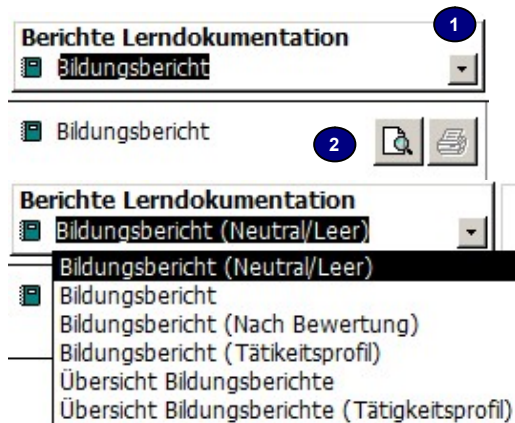 Berichte Lerndokumentation
1
Bildungsbericht
Bildungsbericht
2
Berichte Lerndokumentation
Bildungsbericht (Neutral/Leer)
Bildungsbericht (Neutral/Leer)
Bildungsbericht
Bildungsbericht (Nach Bewertung)
Bildungsbericht (Tätikeitsprofil)
Übersicht Bildungsberichte
Übersicht Bildungsberichte (Tätigkeitsprofil)